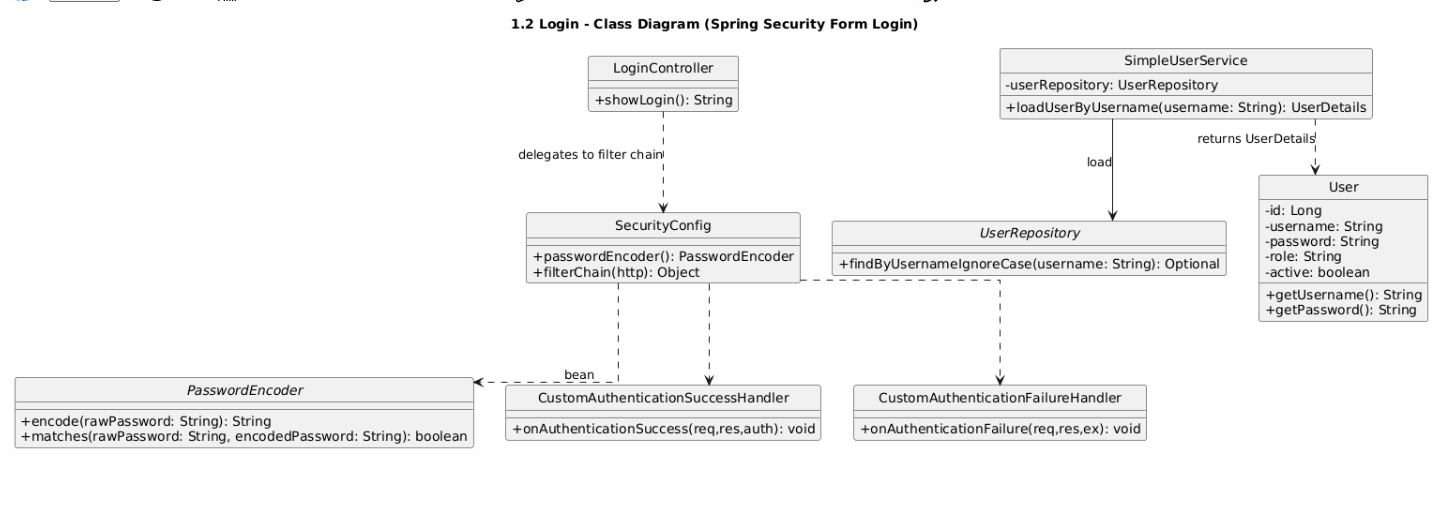 1.2 Login - Class Diagram (Spring Security Form Login)
LoginController
+showLogin(): String
SimpleUserService
-userRepository: UserRepository
+loadUserByUsername(username: String): UserDetails
delegates to filter chain
load
returns UserDetails
User
-id: Long
-username: String
-password: String
-role: String
-active: boolean
+getUsername(): String
+getPassword(): String
SecurityConfig
+passwordEncoder(): PasswordEncoder
+filterChain(http): Object
UserRepository
+findByUsernameIgnoreCase(username: String): Optional
bean
PasswordEncoder
+encode(rawPassword: String): String
+matches(rawPassword: String, encodedPassword: String): boolean
CustomAuthenticationSuccessHandler
+onAuthenticationSuccess(req,res,auth): void
CustomAuthenticationFailureHandler
+onAuthenticationFailure(req,res,ex): void